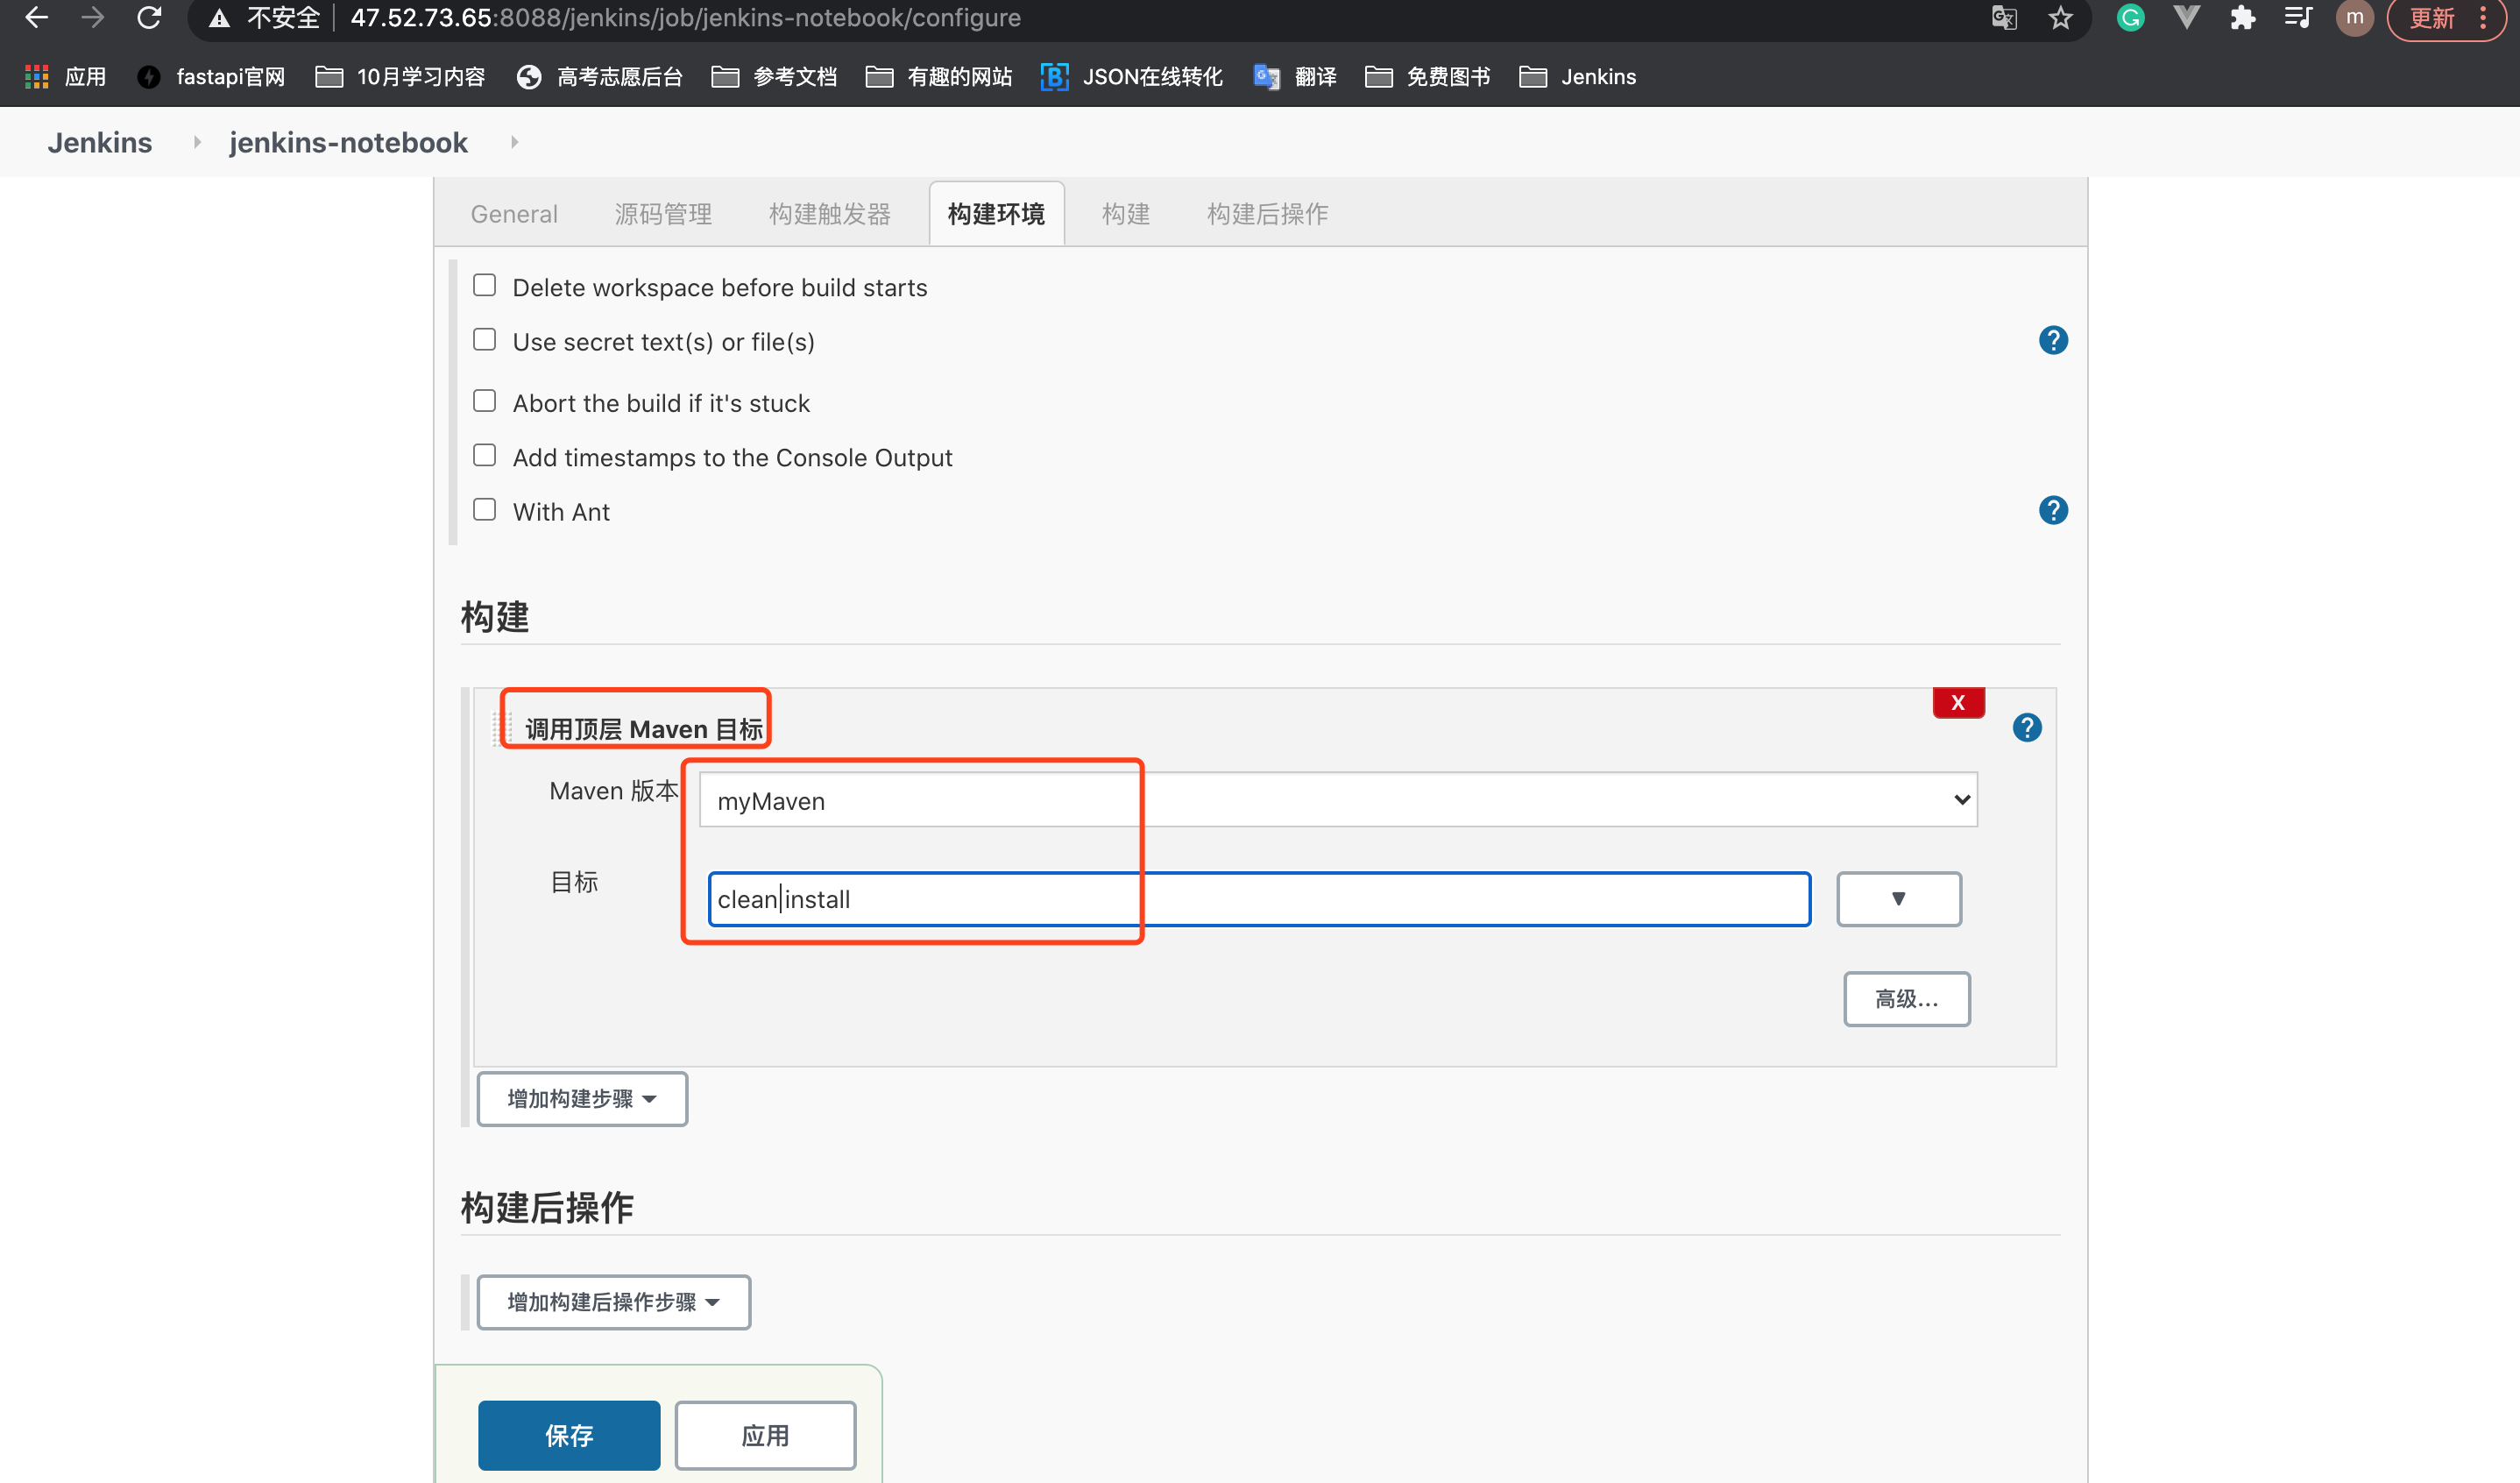 不安全 47.52.73.65:8088/jenkins/job/jenkins-notebook/configure m 更新
应用 fastapi官网 10月学习内容 高考志愿后台 参考文档 有趣的网站 JSON在线转化 翻译 免费图书 Jenkins
Jenkins jenkins-notebook
General 源码管理 构建触发器 构建环境 构建 构建后操作
Delete workspace before build starts
Use secret text(s) or file(s)
Abort the build if it's stuck
Add timestamps to the Console Output
With Ant
构建
X
调用顶层 Maven 目标
Maven 版本 myMaven
目标 clean install
高级...
增加构建步骤
构建后操作
增加构建后操作步骤
保存 应用